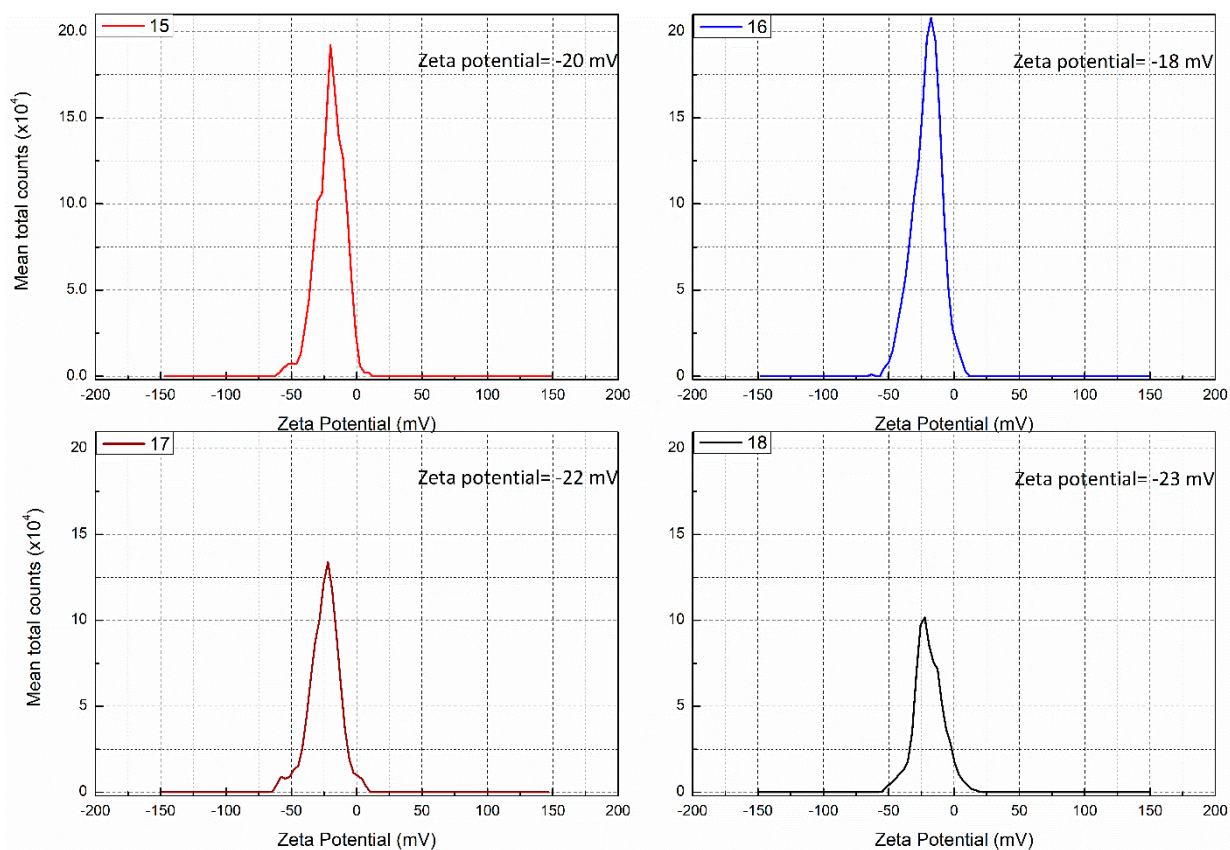 15
Zeta potential= -20 mV
Mean total counts (x10⁴)
20.0
15.0
10.0
5.0
0.0
-200 -150 -100 -50 0 50 100 150 200
Zeta Potential (mV)
16
Zeta potential= -18 mV
20
15
10
5
0
-200 -150 -100 -50 0 50 100 150 200
Zeta Potential (mV)
17
Zeta potential= -22 mV
Mean total counts (x10⁴)
20
15
10
5
0
-200 -150 -100 -50 0 50 100 150 200
Zeta Potential (mV)
18
Zeta potential= -23 mV
20
15
10
5
0
-200 -150 -100 -50 0 50 100 150 200
Zeta Potential (mV)